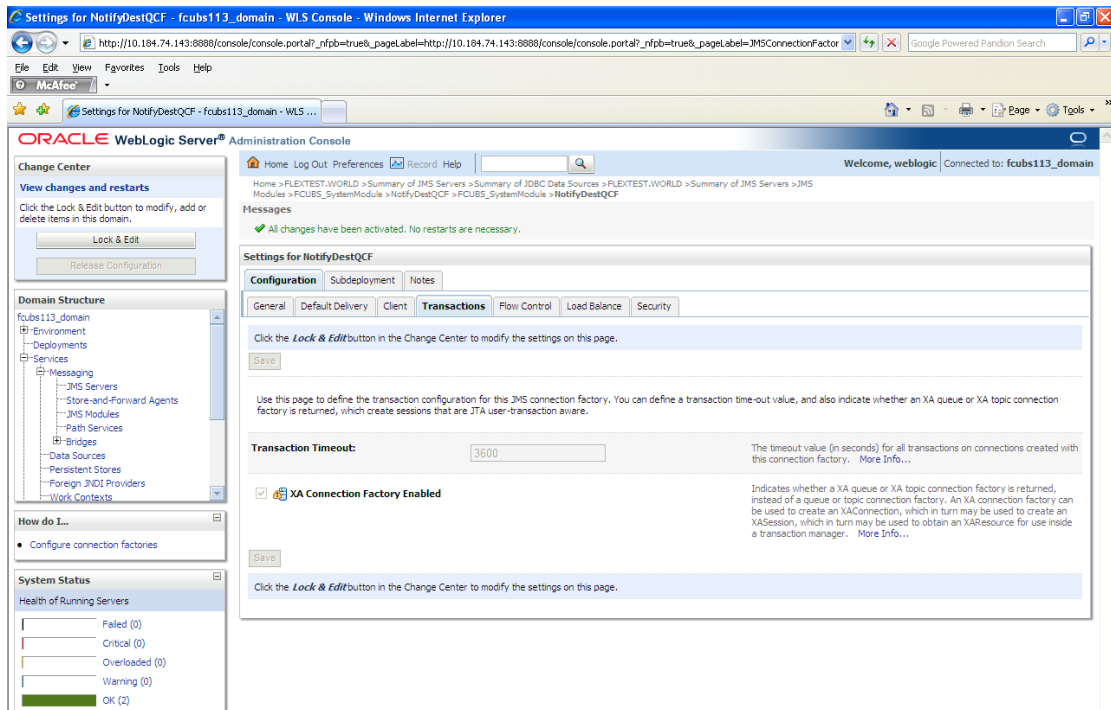 Settings for NotifyDestQCF - fcubs113_domain - WLS Console - Windows Internet Explorer
http://10.184.74.143:8888/console/console.portal?_nfpb=true&_pageLabel=http://10.184.74.143:8888/console/console.portal?_nfpb=true&_pageLabel=JMSConnectionFactor
Google Powered Pandion Search
File Edit View Favorites Tools Help
McAfee
Settings for NotifyDestQCF - fcubs113_domain - WLS ...
Page Tools
ORACLE WebLogic Server® Administration Console
Change Center
View changes and restarts
Click the Lock & Edit button to modify, add or
delete items in this domain.
Lock & Edit
Release Configuration
Domain Structure
fcubs113_domain
Environment
Deployments
Services
Messaging
JMS Servers
Store-and-Forward Agents
JMS Modules
Path Services
Bridges
Data Sources
Persistent Stores
Foreign JNDI Providers
Work Contexts
How do I...
Configure connection factories
System Status
Health of Running Servers
Failed (0)
Critical (0)
Overloaded (0)
Warning (0)
OK (2)
Home Log Out Preferences Record Help
Welcome, weblogic Connected to: fcubs113_domain
Home >FLEXTEST.WORLD >Summary of JMS Servers >Summary of JDBC Data Sources >FLEXTEST.WORLD >Summary of JMS Servers >JMS
Modules >FCUBS_SystemModule >NotifyDestQCF >FCUBS_SystemModule >NotifyDestQCF
Messages
All changes have been activated. No restarts are necessary.
Settings for NotifyDestQCF
Configuration Subdeployment Notes
General Default Delivery Client Transactions Flow Control Load Balance Security
Click the Lock & Edit button in the Change Center to modify the settings on this page.
Save
Use this page to define the transaction configuration for this JMS connection factory. You can define a transaction time-out value, and also indicate whether an XA queue or XA topic connection
factory is returned, which create sessions that are JTA user-transaction aware.
Transaction Timeout:
3600
The timeout value (in seconds) for all transactions on connections created with
this connection factory. More Info...
XA Connection Factory Enabled
Indicates whether a XA queue or XA topic connection factory is returned,
instead of a queue or topic connection factory. An XA connection factory can
be used to create an XAConnection, which in turn may be used to create an
XASession, which in turn may be used to obtain an XAResource for use inside
a transaction manager. More Info...
Save
Click the Lock & Edit button in the Change Center to modify the settings on this page.